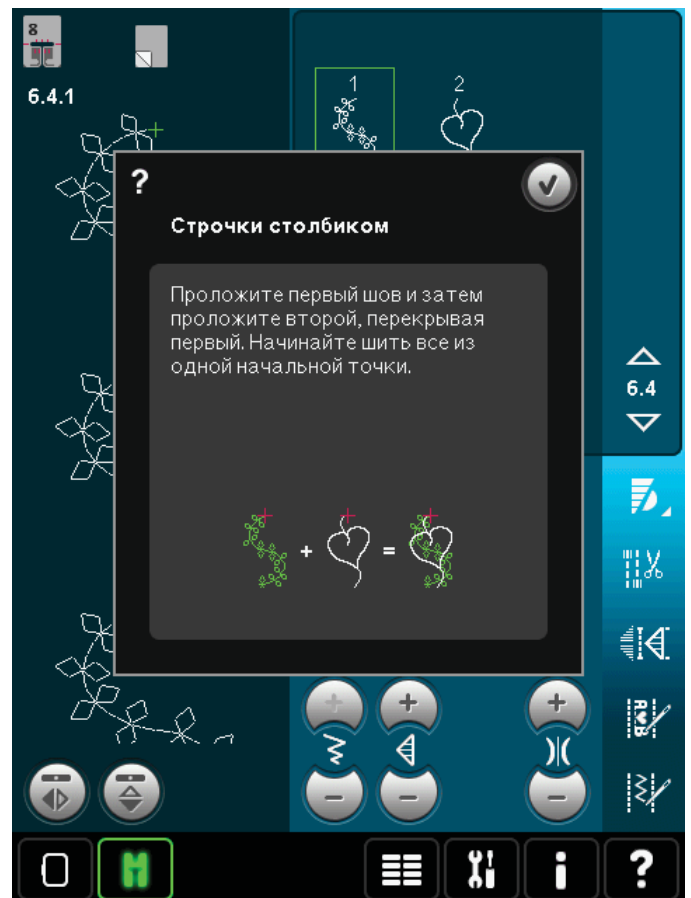 8
6.4.1
1
2
?
Строчки столбиком
Проложите первый шов и затем
проложите второй, перекрывая
первый. Начинайте шить все из
одной начальной точки.
+ =
6.4
A
B
+ + +
- - -
i ?